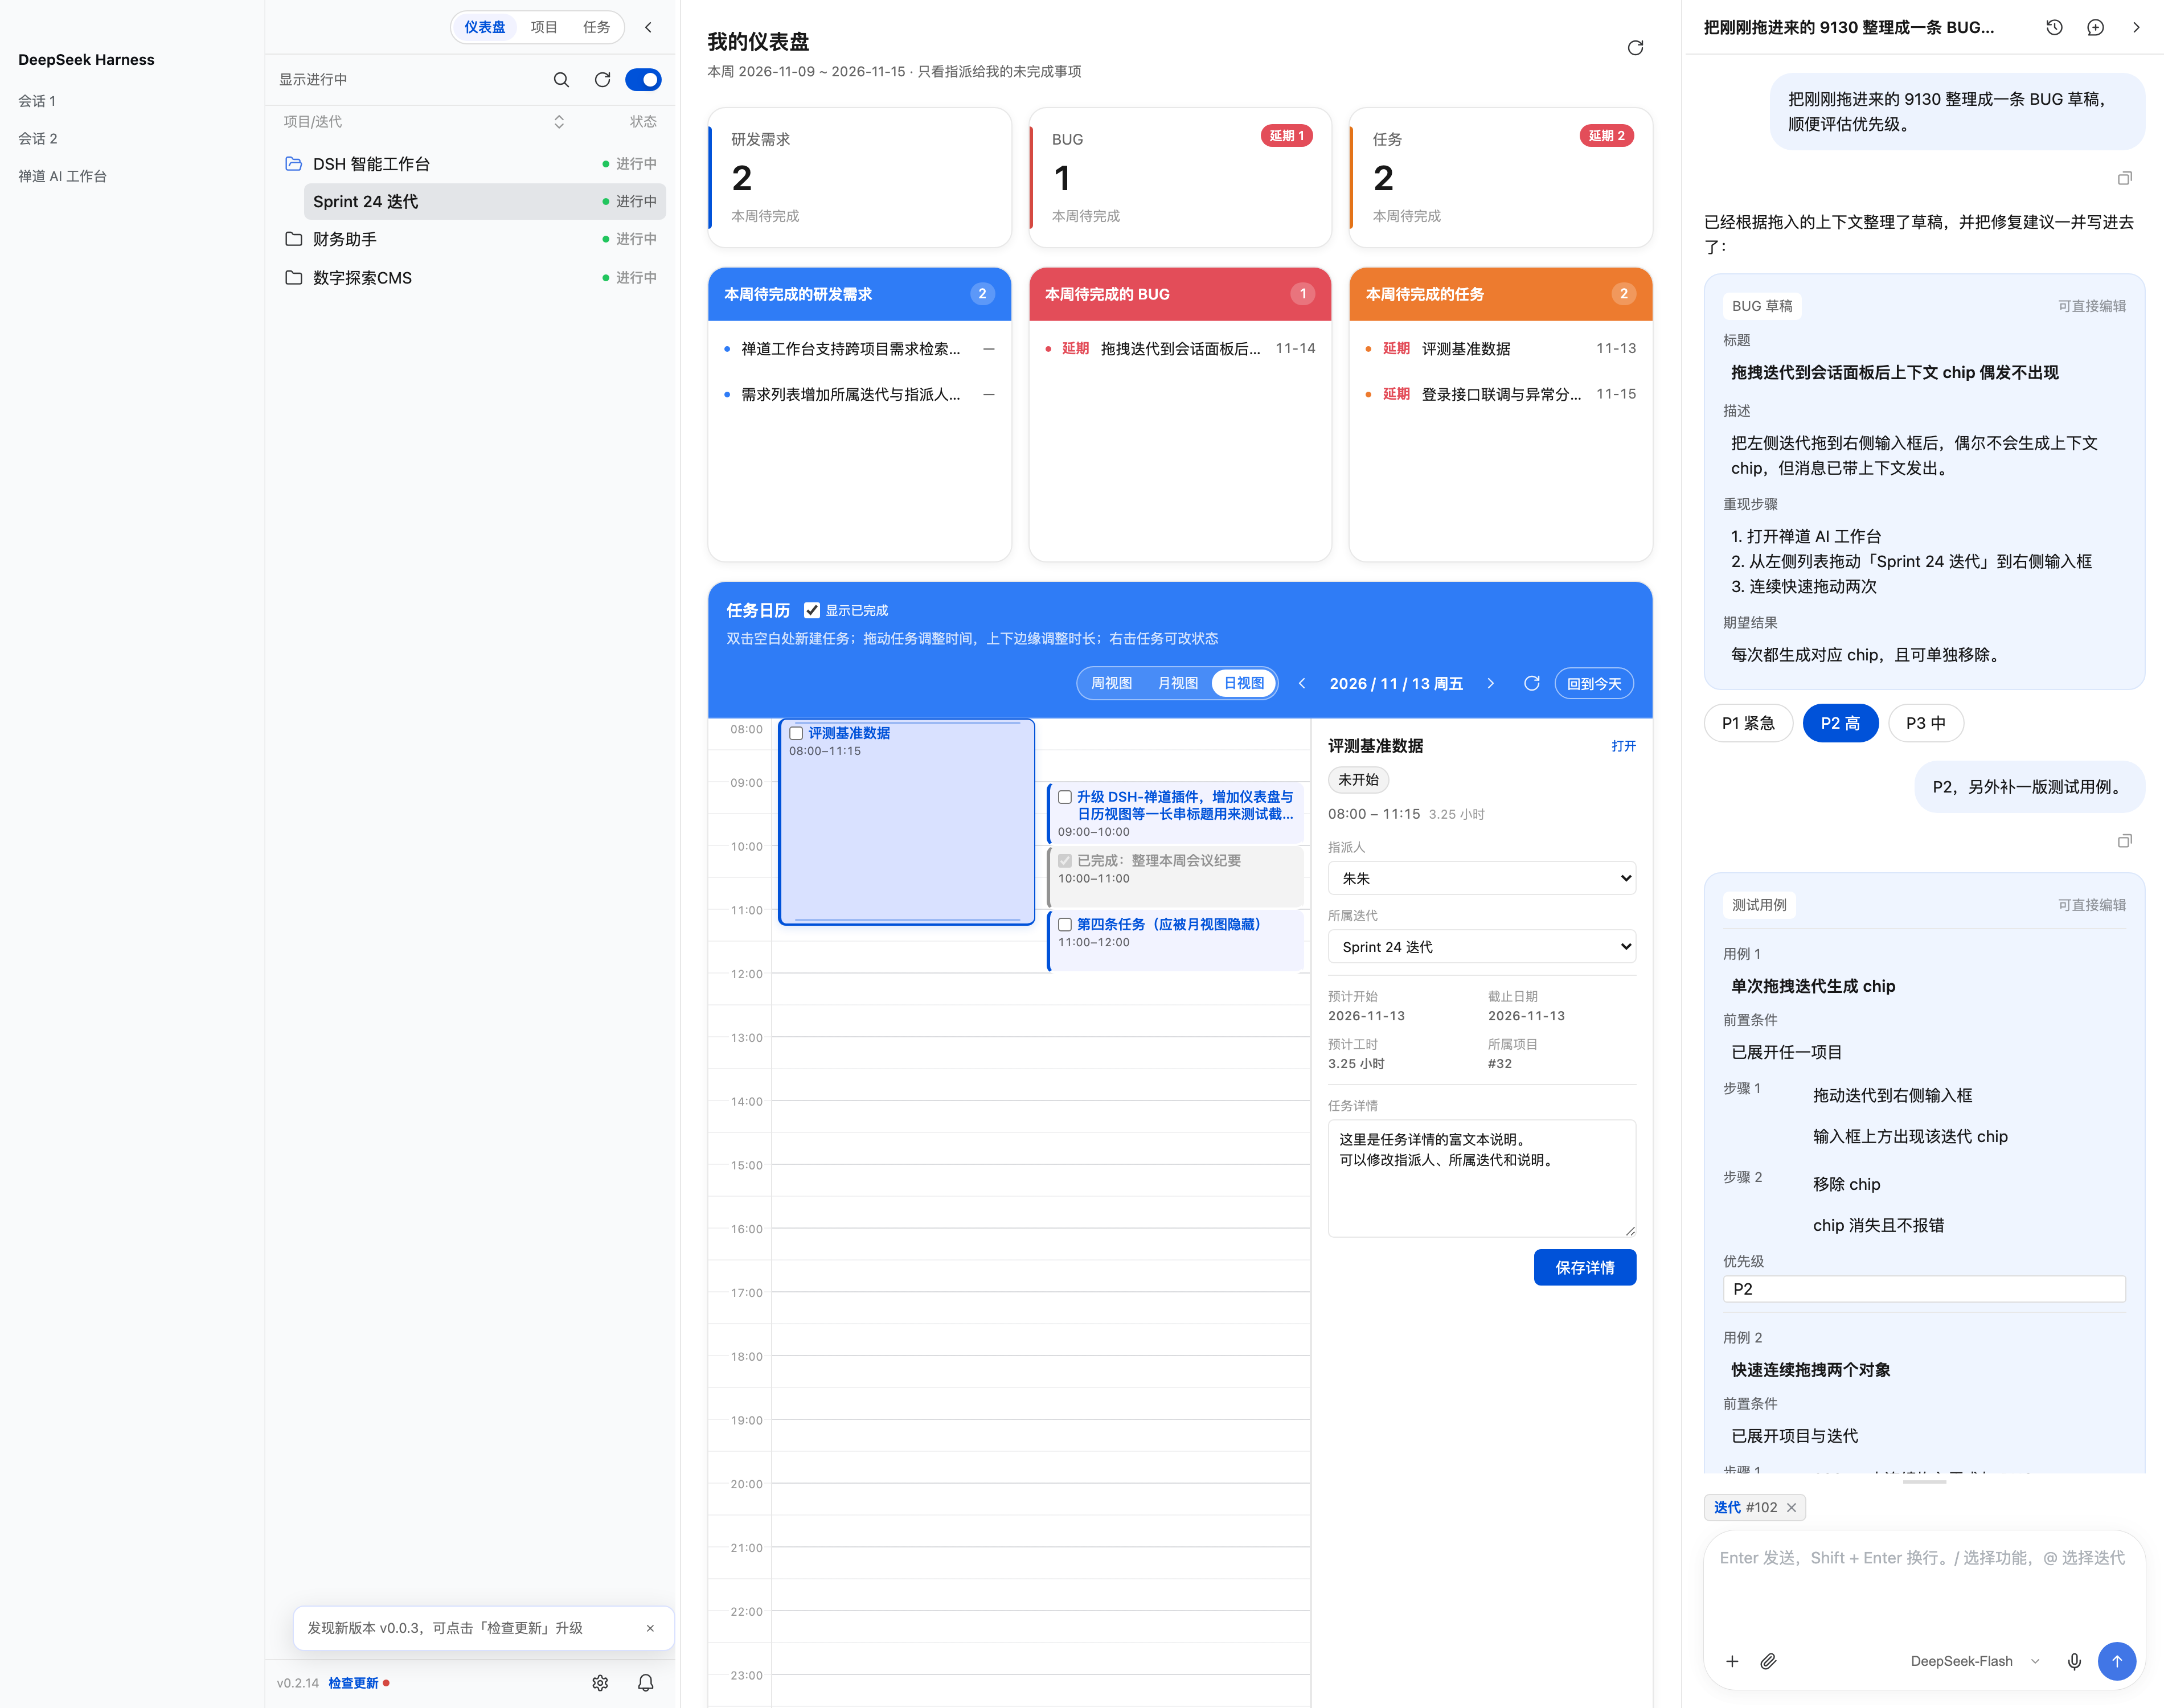 DeepSeek Harness
会话 1
会话 2
禅道 AI 工作台
仪表盘
项目
任务
显示进行中
项目/迭代
状态
DSH 智能工作台
进行中
Sprint 24 迭代
进行中
财务助手
进行中
数字探索CMS
进行中
发现新版本 v0.0.3，可点击「检查更新」升级
v0.2.14
检查更新
我的仪表盘
本周 2026-11-09 ~ 2026-11-15 · 只看指派给我的未完成事项
研发需求
2
本周待完成
BUG
延期 1
1
本周待完成
任务
延期 2
2
本周待完成
本周待完成的研发需求
2
禅道工作台支持跨项目需求检索...
—
需求列表增加所属迭代与指派人...
—
本周待完成的 BUG
1
延期
拖拽迭代到会话面板后...
11-14
本周待完成的任务
2
延期
评测基准数据
11-13
延期
登录接口联调与异常分...
11-15
任务日历
显示已完成
双击空白处新建任务；拖动任务调整时间，上下边缘调整时长；右击任务可改状态
周视图
月视图
日视图
2026 / 11 / 13 周五
回到今天
08:00
09:00
10:00
11:00
12:00
13:00
14:00
15:00
16:00
17:00
18:00
19:00
20:00
21:00
22:00
23:00
评测基准数据
08:00–11:15
升级 DSH-禅道插件，增加仪表盘与
日历视图等一长串标题用来测试截...
09:00–10:00
已完成：整理本周会议纪要
10:00–11:00
第四条任务（应被月视图隐藏）
11:00–12:00
评测基准数据
打开
未开始
08:00 – 11:15 3.25 小时
指派人
朱朱
所属迭代
Sprint 24 迭代
预计开始
2026-11-13
截止日期
2026-11-13
预计工时
3.25 小时
所属项目
#32
任务详情
这里是任务详情的富文本说明。
可以修改指派人、所属迭代和说明。
保存详情
把刚刚拖进来的 9130 整理成一条 BUG...
把刚刚拖进来的 9130 整理成一条 BUG 草稿，
顺便评估优先级。
已经根据拖入的上下文整理了草稿，并把修复建议一并写进去
了：
BUG 草稿
可直接编辑
标题
拖拽迭代到会话面板后上下文 chip 偶发不出现
描述
把左侧迭代拖到右侧输入框后，偶尔不会生成上下文
chip，但消息已带上下文发出。
重现步骤
1. 打开禅道 AI 工作台
2. 从左侧列表拖动「Sprint 24 迭代」到右侧输入框
3. 连续快速拖动两次
期望结果
每次都生成对应 chip，且可单独移除。
P1 紧急
P2 高
P3 中
P2，另外补一版测试用例。
测试用例
可直接编辑
用例 1
单次拖拽迭代生成 chip
前置条件
已展开任一项目
步骤 1
拖动迭代到右侧输入框
输入框上方出现该迭代 chip
步骤 2
移除 chip
chip 消失且不报错
优先级
P2
用例 2
快速连续拖拽两个对象
前置条件
已展开项目与迭代
步骤 1
迭代 #102
Enter 发送，Shift + Enter 换行。/ 选择功能，@ 选择迭代
DeepSeek-Flash